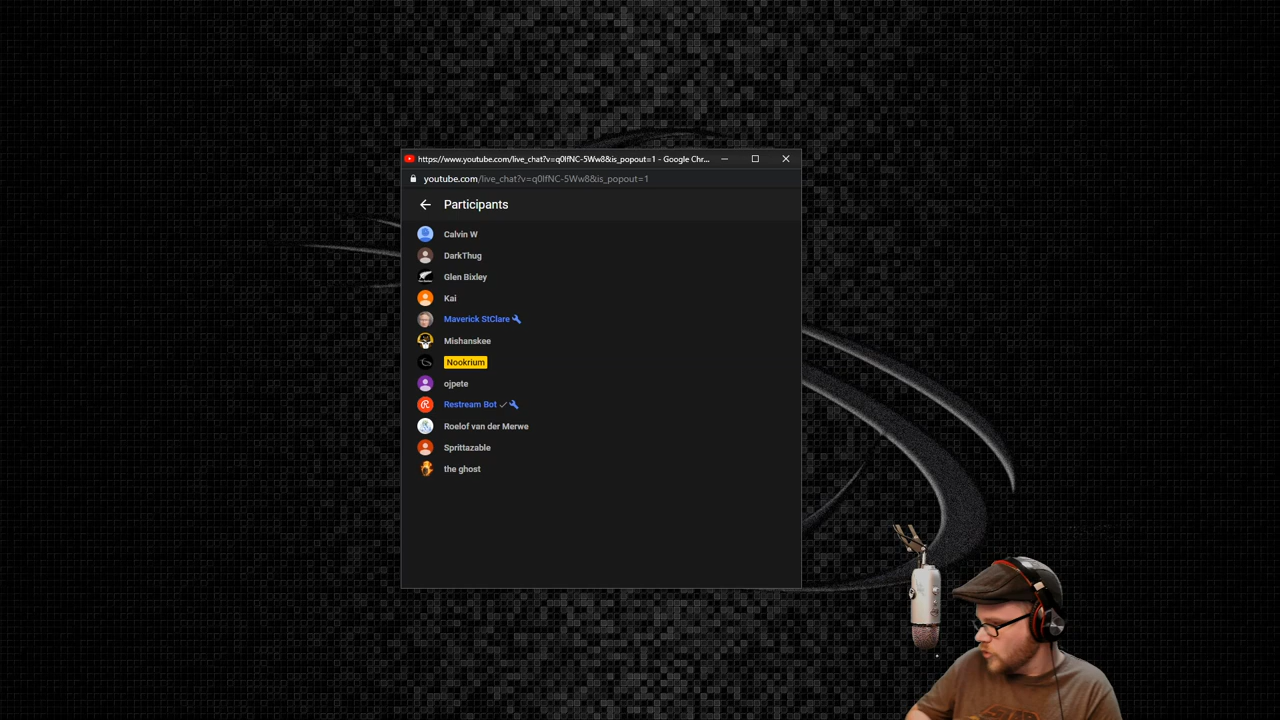 https://www.youtube.com/live_chat?v=q0lfNC-5Ww8&is_popout=1 - Google Chr...
youtube.com/live_chat?v=q0lfNC-5Ww8&is_popout=1
Participants
Calvin W
DarkThug
Glen Bixley
Kai
Maverick StClare
Mishanskee
Nookrium
ojpete
Restream Bot
Roelof van der Merwe
Sprittazable
the ghost